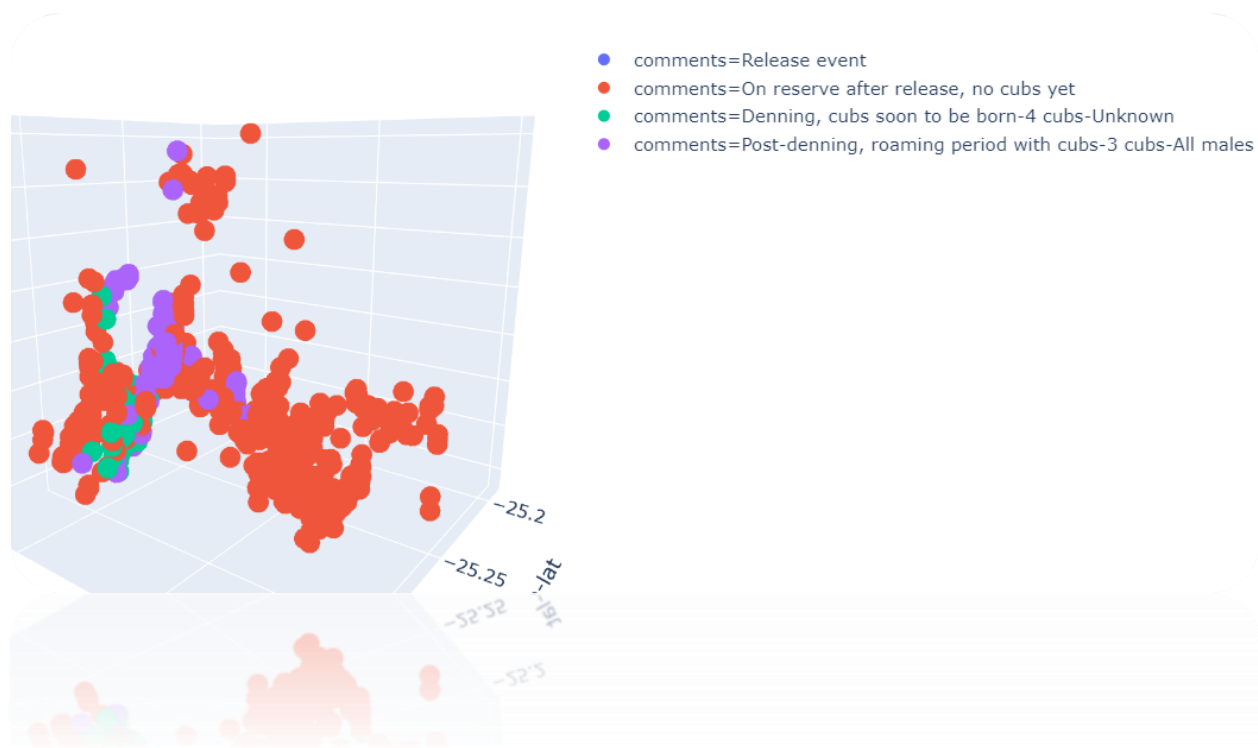 comments=Release event
comments=On reserve after release, no cubs yet
comments=Denning, cubs soon to be born-4 cubs-Unknown
comments=Post-denning, roaming period with cubs-3 cubs-All males
−25.2
−25.25
-lat